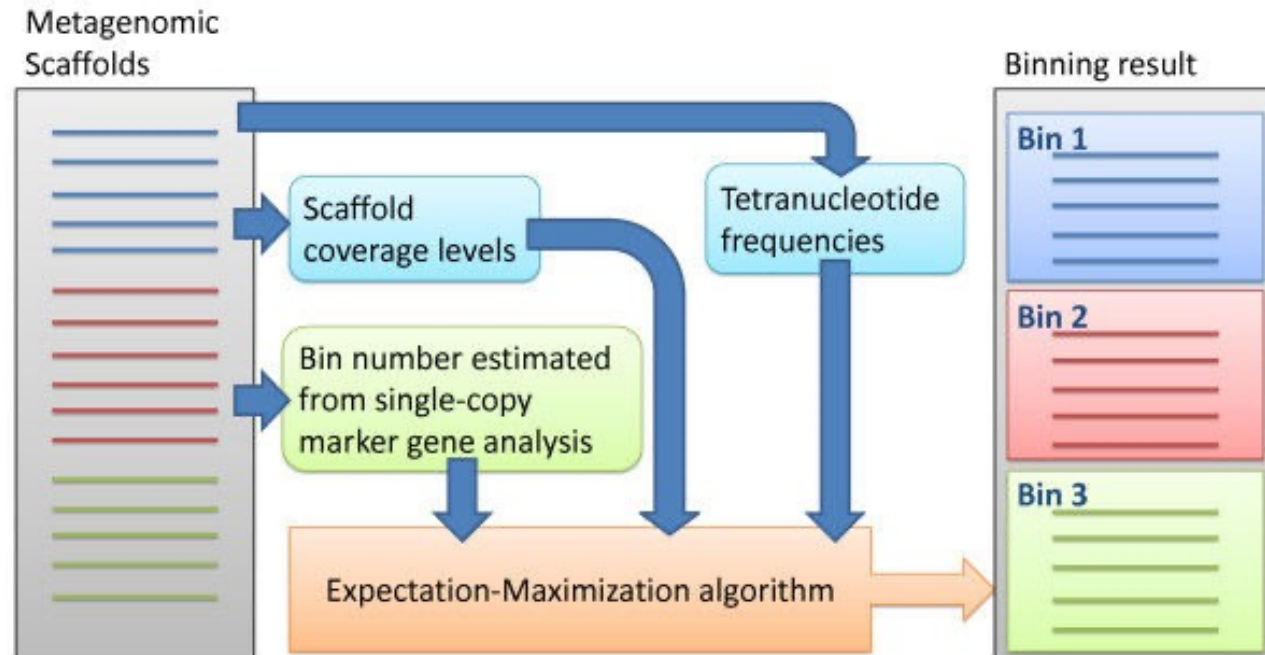 Metagenomic
Scaffolds
Binning result
Bin 1
Scaffold
coverage levels
Tetranucleotide
frequencies
Bin 2
Bin number estimated
from single-copy
marker gene analysis
Bin 3
Expectation-Maximization algorithm